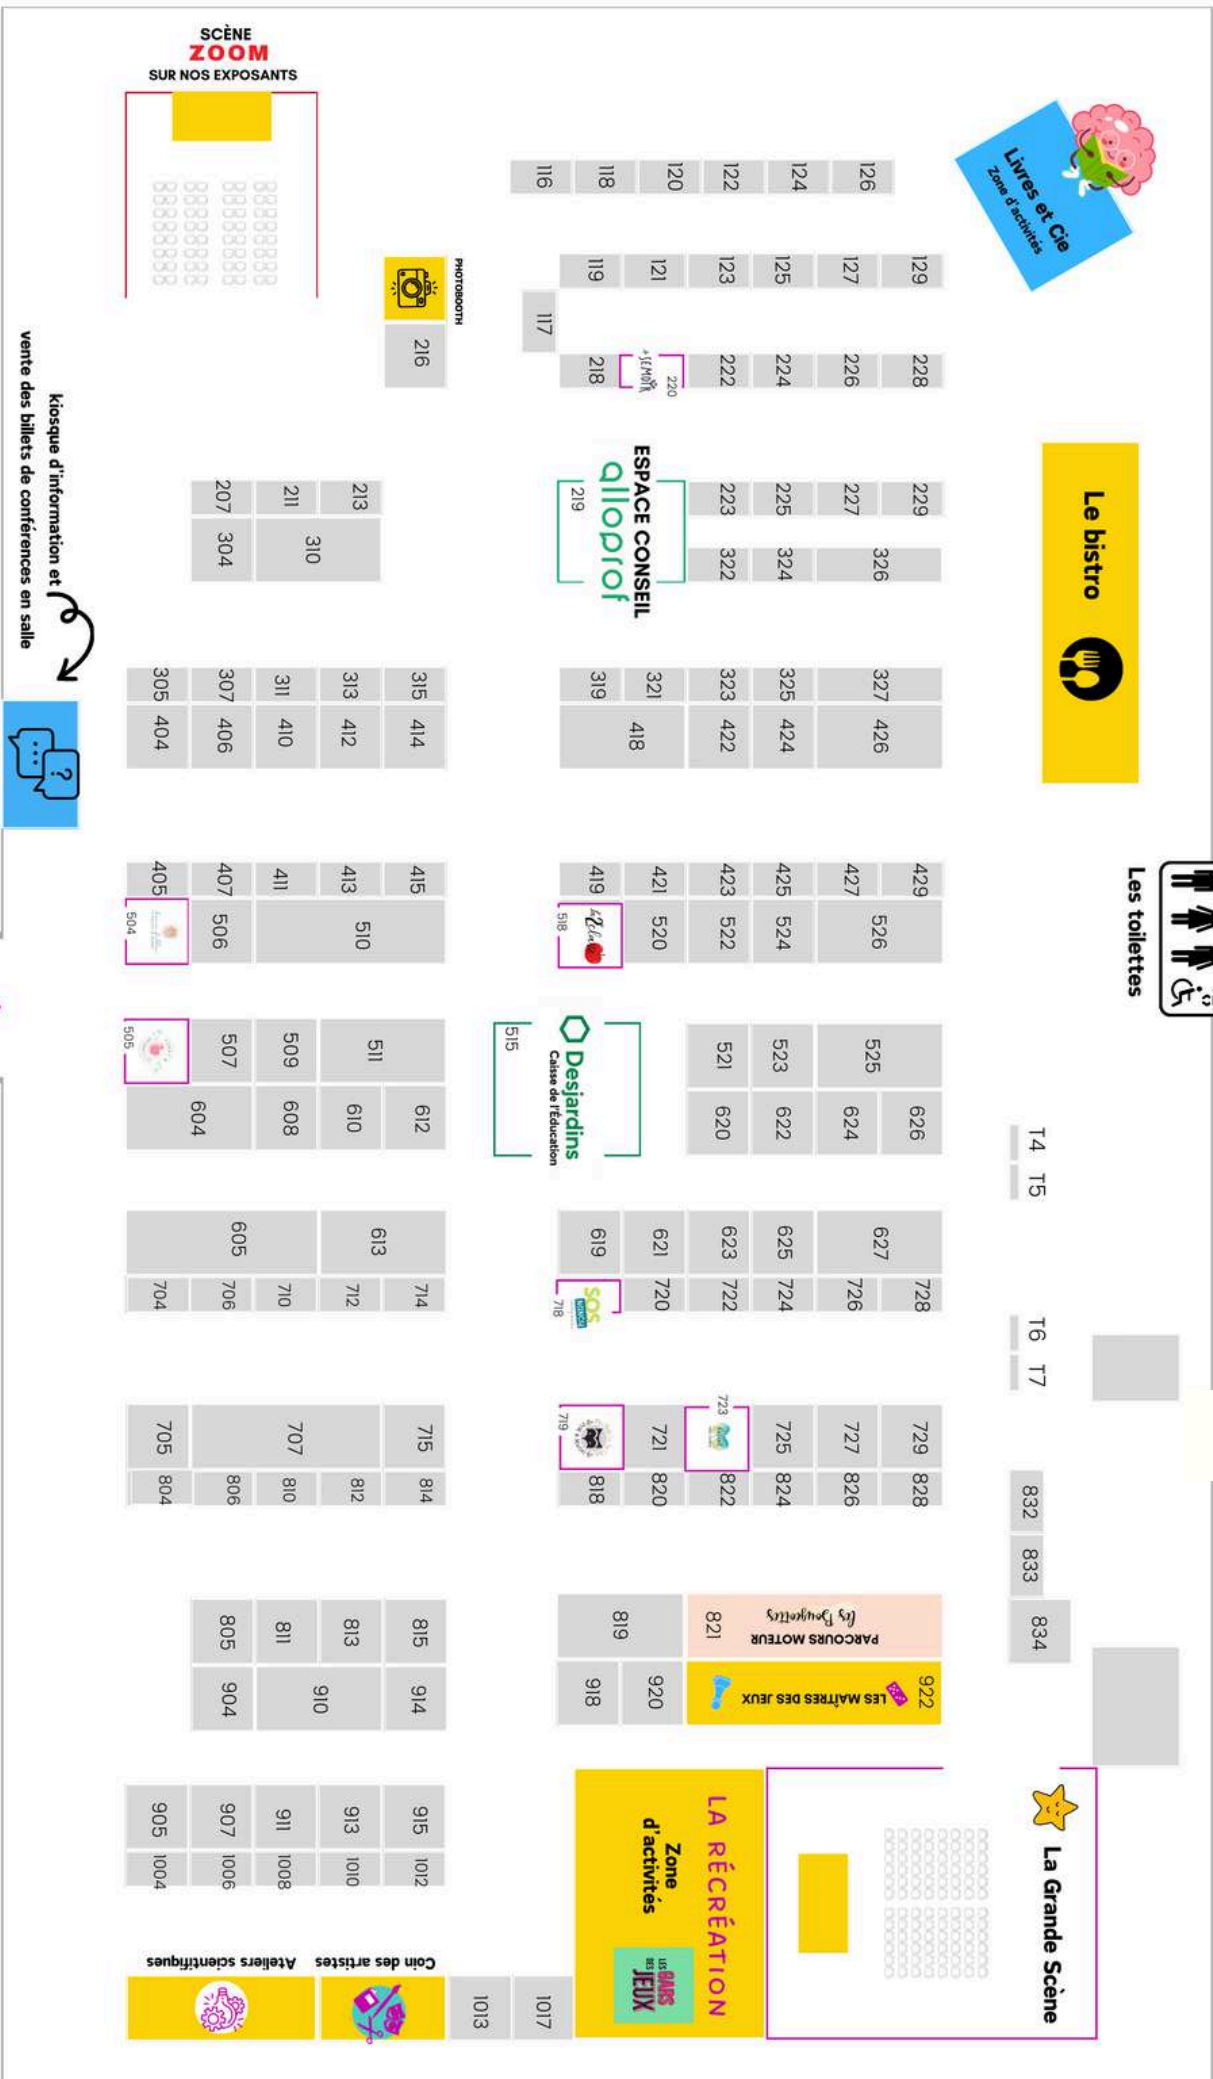 SCÈNE
ZOOM
SUR NOS EXPOSANTS
Livres et Cie
Zone d'activités
116 118 120 122 124 126
PHOTOBOOTH
119 121 123 125 127 129
117
216
218 220 222 224 226 228
SEMOTR
Le bistro
ESPACE CONSEIL
alloprof
219
207 211 213 223 225 227 229
304 310 322 324 326
kiosque d'information et
vente des billets de conférences en salle
305 307 311 313 315 319 321 323 325 327
404 406 410 412 414 418 422 424 426
?
...
Les toilettes
405 407 411 413 415 419 421 423 425 427 429
504 506 510 518 520 522 524 526
505 507 509 511 521 523 525
515
Desjardins
Caisse de l'Éducation
604 608 610 612 620 622 624 626
T4 T5
605 613 619 621 623 625 627
704 706 710 712 714 718 720 722 724 726 728
SOS
T6 T7
705 707 715 719 721 723 725 727 729
804 806 810 812 814 818 820 822 824 826 828
832 833 834
805 811 813 815 819 821
PARCOURS MOTEUR
Les Bougeottes
904 910 914 918 920 922
LES MAÎTRES DES JEUX
905 907 911 913 915
1004 1006 1008 1010 1012
LA RÉCRÉATION
Zone
d'activités
LES GARS
DES JEUX
La Grande Scène
Ateliers scientifiques
Coin des artistes
1013 1017